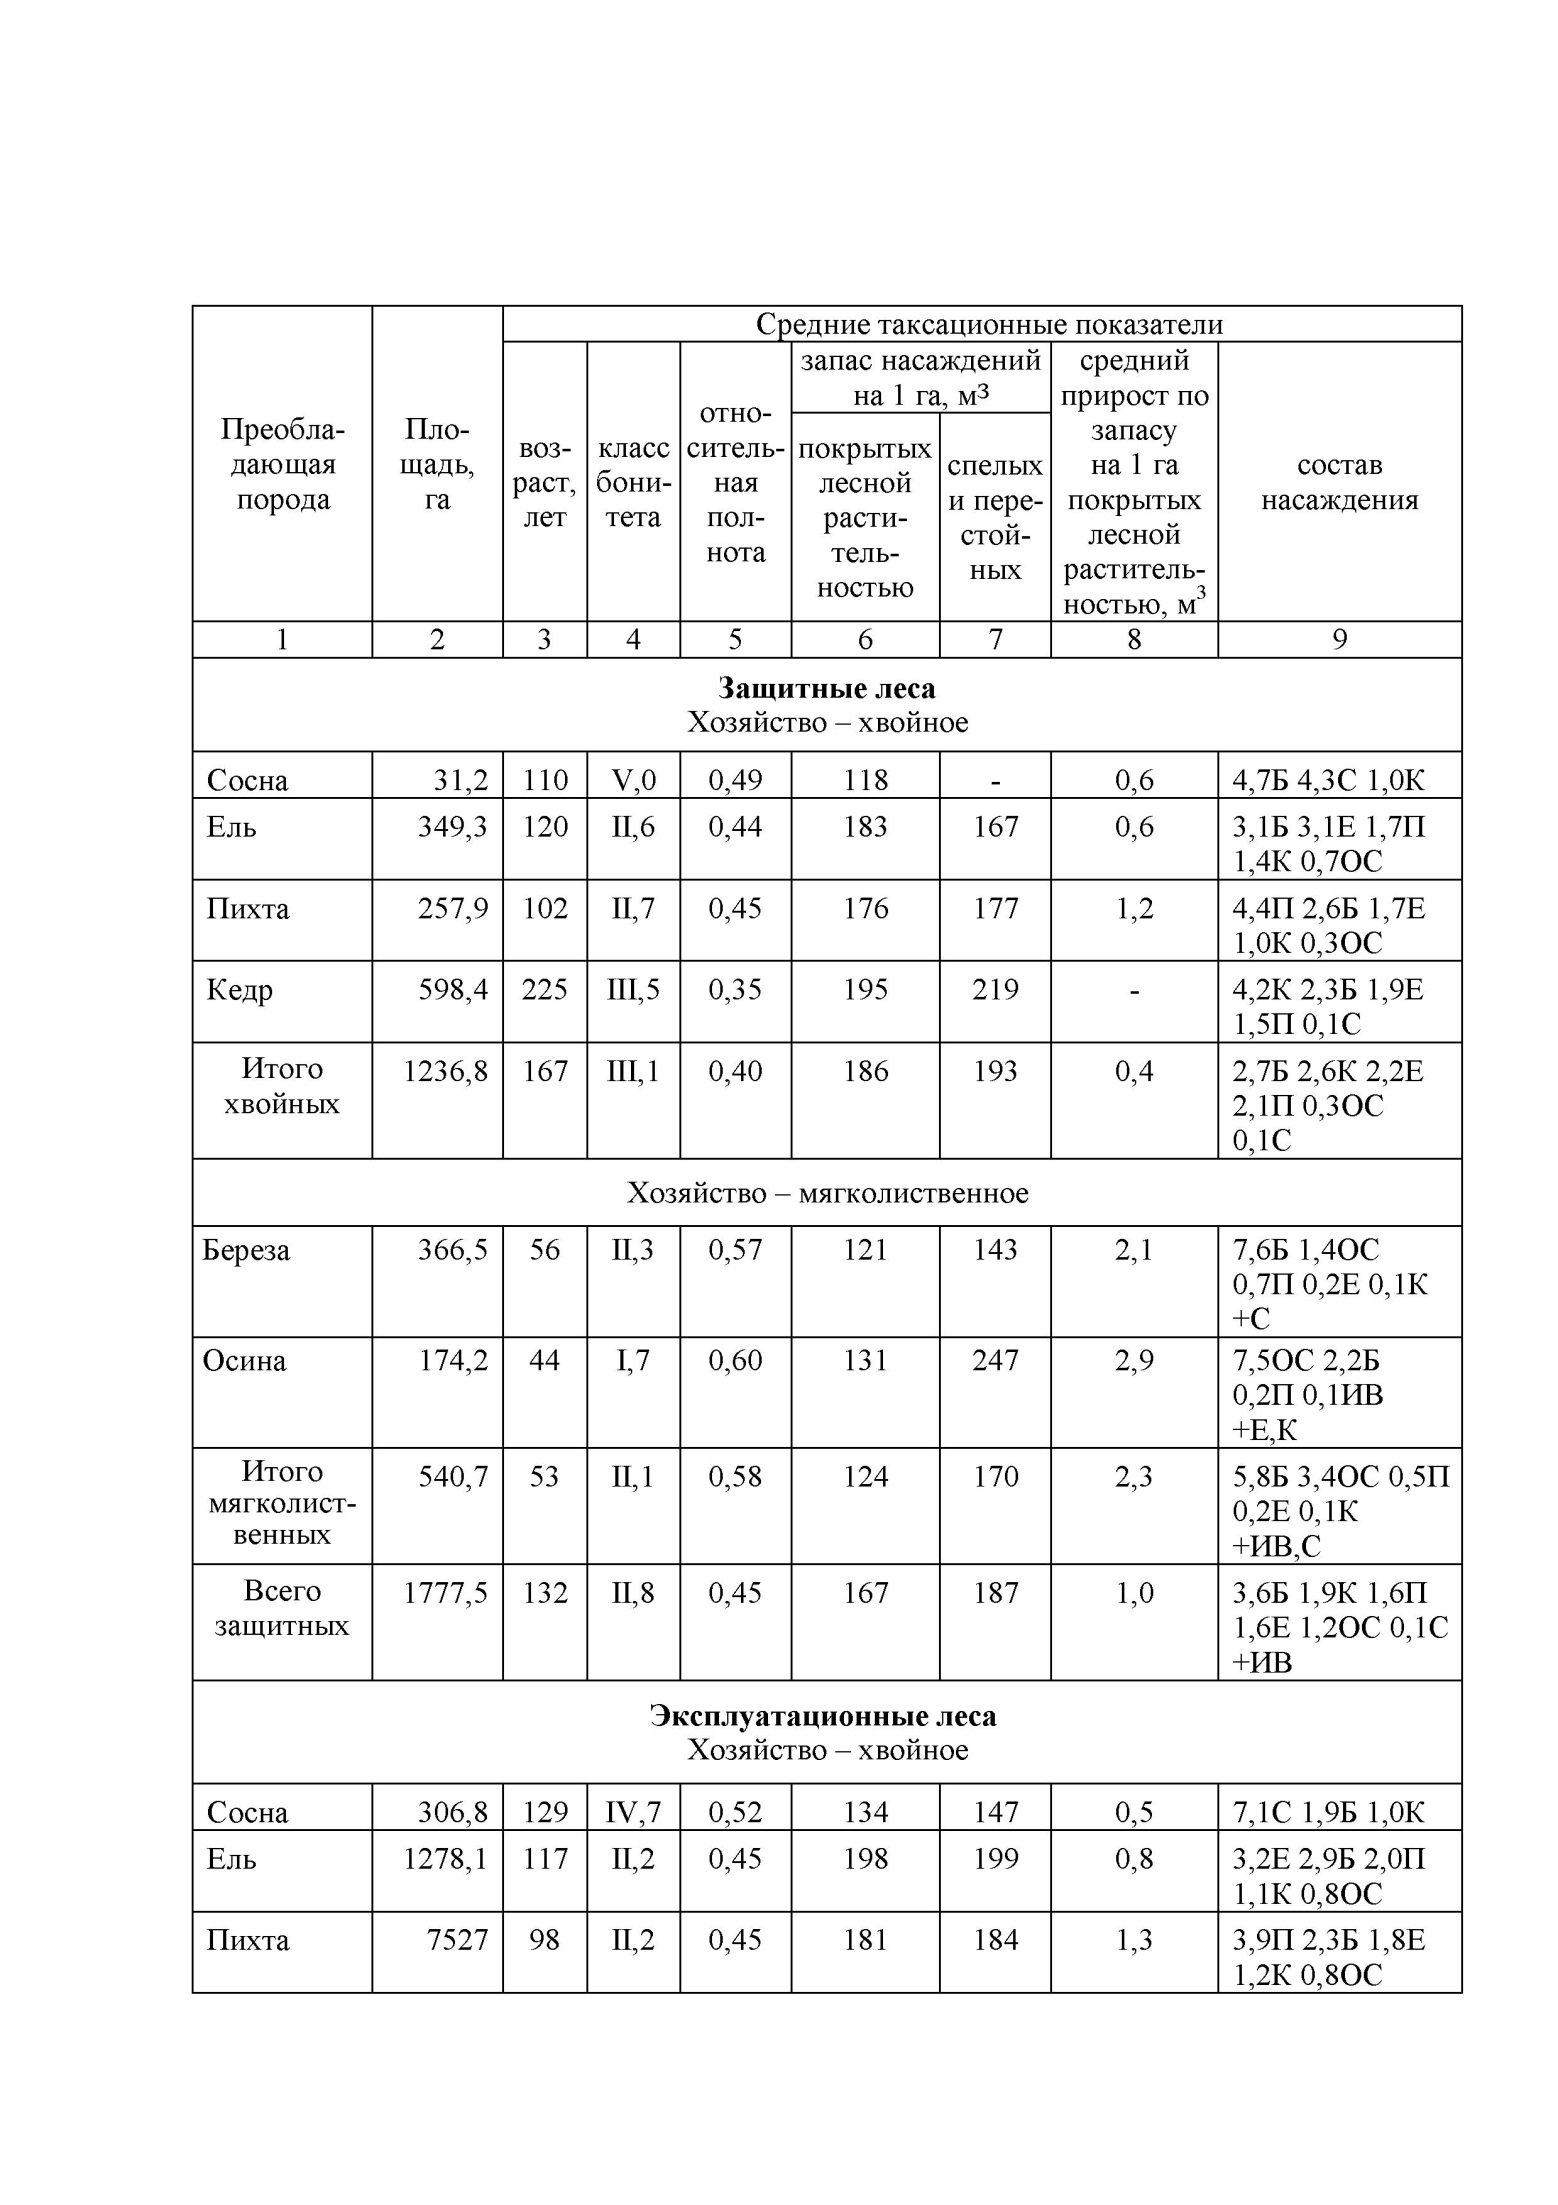 Преобла-
дающая
порода
Пло-
щадь,
га
Средние таксационные показатели
воз-
раст,
лет
класс
бони-
тета
отно-
ситель-
ная
пол-
нота
запас насаждений
на 1 га, м3
покрытых
лесной
расти-
тель-
ностью
спелых
и пере-
стой-
ных
средний
прирост по
запасу
на 1 га
покрытых
лесной
раститель-
ностью, м3
состав
насаждения
1 2 3 4 5 6 7 8 9
Защитные леса
Хозяйство – хвойное
Сосна 31,2 110 V,0 0,49 118 - 0,6 4,7Б 4,3С 1,0К
Ель 349,3 120 II,6 0,44 183 167 0,6 3,1Б 3,1Е 1,7П
1,4К 0,7ОС
Пихта 257,9 102 II,7 0,45 176 177 1,2 4,4П 2,6Б 1,7Е
1,0К 0,3ОС
Кедр 598,4 225 III,5 0,35 195 219 - 4,2К 2,3Б 1,9Е
1,5П 0,1С
Итого 1236,8 167 III,1 0,40 186 193 0,4 2,7Б 2,6К 2,2Е
хвойных 2,1П 0,3ОС
0,1С
Хозяйство – мягколиственное
Береза 366,5 56 II,3 0,57 121 143 2,1 7,6Б 1,4ОС
0,7П 0,2Е 0,1К
+С
Осина 174,2 44 I,7 0,60 131 247 2,9 7,5ОС 2,2Б
0,2П 0,1ИВ
+Е,К
Итого 540,7 53 II,1 0,58 124 170 2,3 5,8Б 3,4ОС 0,5П
мягколист- 0,2Е 0,1К
венных +ИВ,С
Всего 1777,5 132 II,8 0,45 167 187 1,0 3,6Б 1,9К 1,6П
защитных 1,6Е 1,2ОС 0,1С
+ИВ
Эксплуатационные леса
Хозяйство – хвойное
Сосна 306,8 129 IV,7 0,52 134 147 0,5 7,1С 1,9Б 1,0К
Ель 1278,1 117 II,2 0,45 198 199 0,8 3,2Е 2,9Б 2,0П
1,1К 0,8ОС
Пихта 7527 98 II,2 0,45 181 184 1,3 3,9П 2,3Б 1,8Е
1,2К 0,8ОС